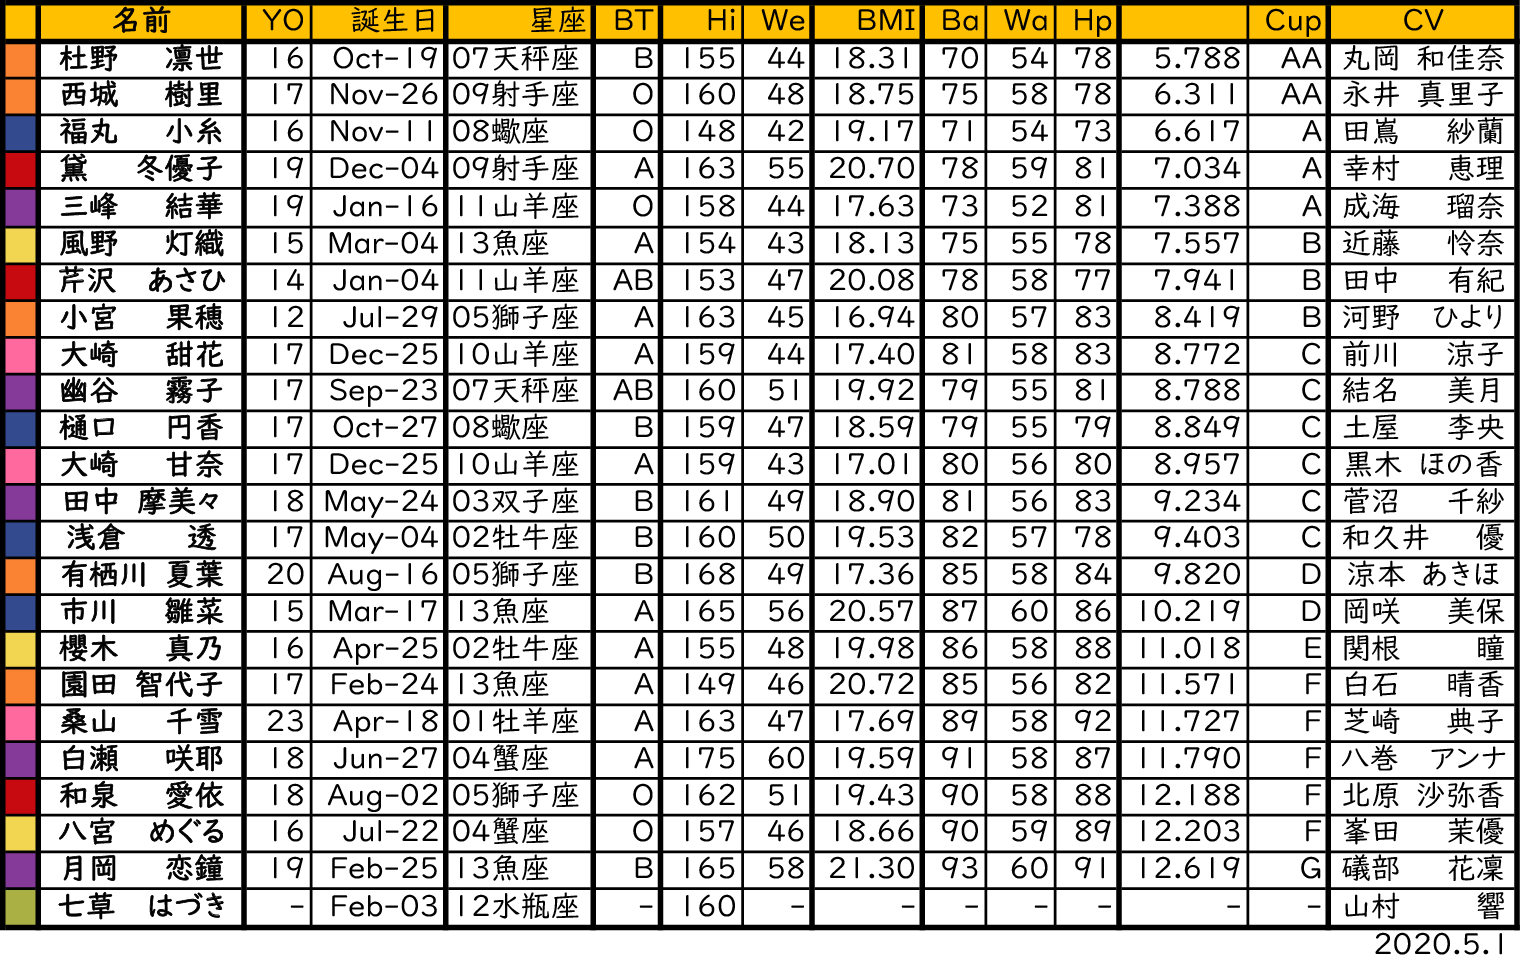 名前 YO 誕生日 星座 BT Hi We BMI Ba Wa Hp Cup CV
杜野 凛世 16 Oct-19 07天秤座 B 155 44 18.31 70 54 78 5.788 AA 丸岡 和佳奈
西城 樹里 17 Nov-26 09射手座 O 160 48 18.75 75 58 78 6.311 AA 永井 真里子
福丸 小糸 16 Nov-11 08蠍座 O 148 42 19.17 71 54 73 6.617 A 田嶌 紗蘭
黛 冬優子 19 Dec-04 09射手座 A 163 55 20.70 78 59 81 7.034 A 幸村 恵理
三峰 結華 19 Jan-16 11山羊座 O 158 44 17.63 73 52 81 7.388 A 成海 瑠奈
風野 灯織 15 Mar-04 13魚座 A 154 43 18.13 75 55 78 7.557 B 近藤 怜奈
芹沢 あさひ 14 Jan-04 11山羊座 AB 153 47 20.08 78 58 77 7.941 B 田中 有紀
小宮 果穂 12 Jul-29 05獅子座 A 163 45 16.94 80 57 83 8.419 B 河野 ひより
大崎 甜花 17 Dec-25 10山羊座 A 159 44 17.40 81 58 83 8.772 C 前川 涼子
幽谷 霧子 17 Sep-23 07天秤座 AB 160 51 19.92 79 55 81 8.788 C 結名 美月
樋口 円香 17 Oct-27 08蠍座 B 159 47 18.59 79 55 79 8.849 C 土屋 李央
大崎 甘奈 17 Dec-25 10山羊座 A 159 43 17.01 80 56 80 8.957 C 黒木 ほの香
田中 摩美々 18 May-24 03双子座 B 161 49 18.90 81 56 83 9.234 C 菅沼 千紗
浅倉 透 17 May-04 02牡牛座 B 160 50 19.53 82 57 78 9.403 C 和久井 優
有栖川 夏葉 20 Aug-16 05獅子座 B 168 49 17.36 85 58 84 9.820 D 涼本 あきほ
市川 雛菜 15 Mar-17 13魚座 A 165 56 20.57 87 60 86 10.219 D 岡咲 美保
櫻木 真乃 16 Apr-25 02牡牛座 A 155 48 19.98 86 58 88 11.018 E 関根 瞳
園田 智代子 17 Feb-24 13魚座 A 149 46 20.72 85 56 82 11.571 F 白石 晴香
桑山 千雪 23 Apr-18 01牡羊座 A 163 47 17.69 89 58 92 11.727 F 芝崎 典子
白瀬 咲耶 18 Jun-27 04蟹座 A 175 60 19.59 91 58 87 11.790 F 八巻 アンナ
和泉 愛依 18 Aug-02 05獅子座 O 162 51 19.43 90 58 88 12.188 F 北原 沙弥香
八宮 めぐる 16 Jul-22 04蟹座 O 157 46 18.66 90 59 89 12.203 F 峯田 茉優
月岡 恋鐘 19 Feb-25 13魚座 B 165 58 21.30 93 60 91 12.619 G 礒部 花凜
七草 はづき - Feb-03 12水瓶座 - 160 - - - - - - - 山村 響
2020.5.1